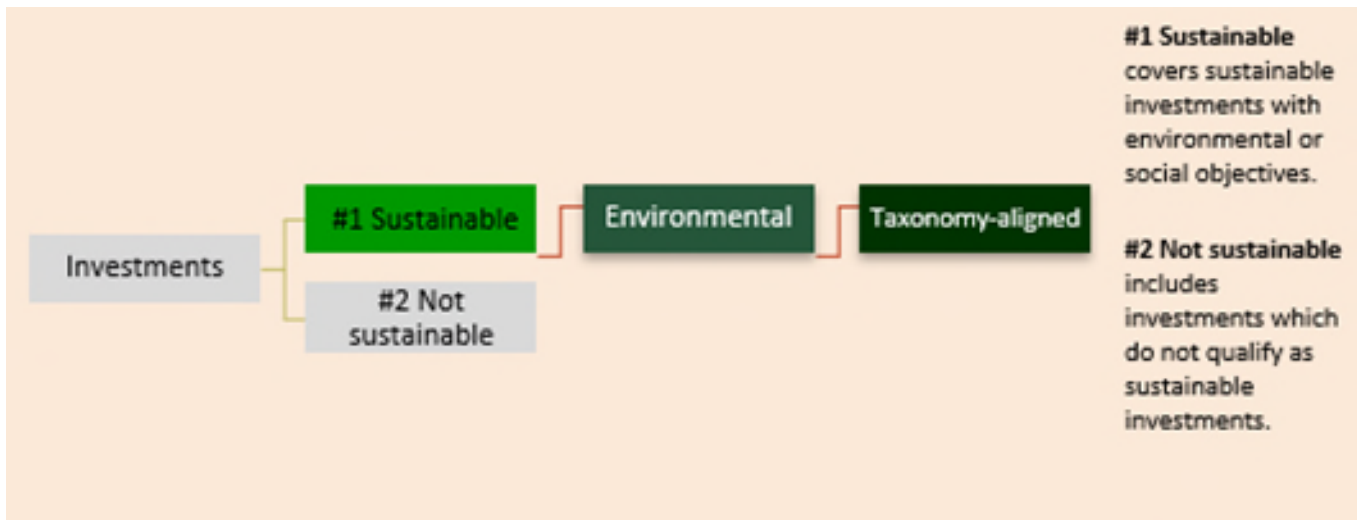 Investments
#1 Sustainable
#2 Not
sustainable
Environmental
Taxonomy-aligned
#1 Sustainable
covers sustainable
investments with
environmental or
social objectives.
#2 Not sustainable
includes
investments which
do not qualify as
sustainable
investments.